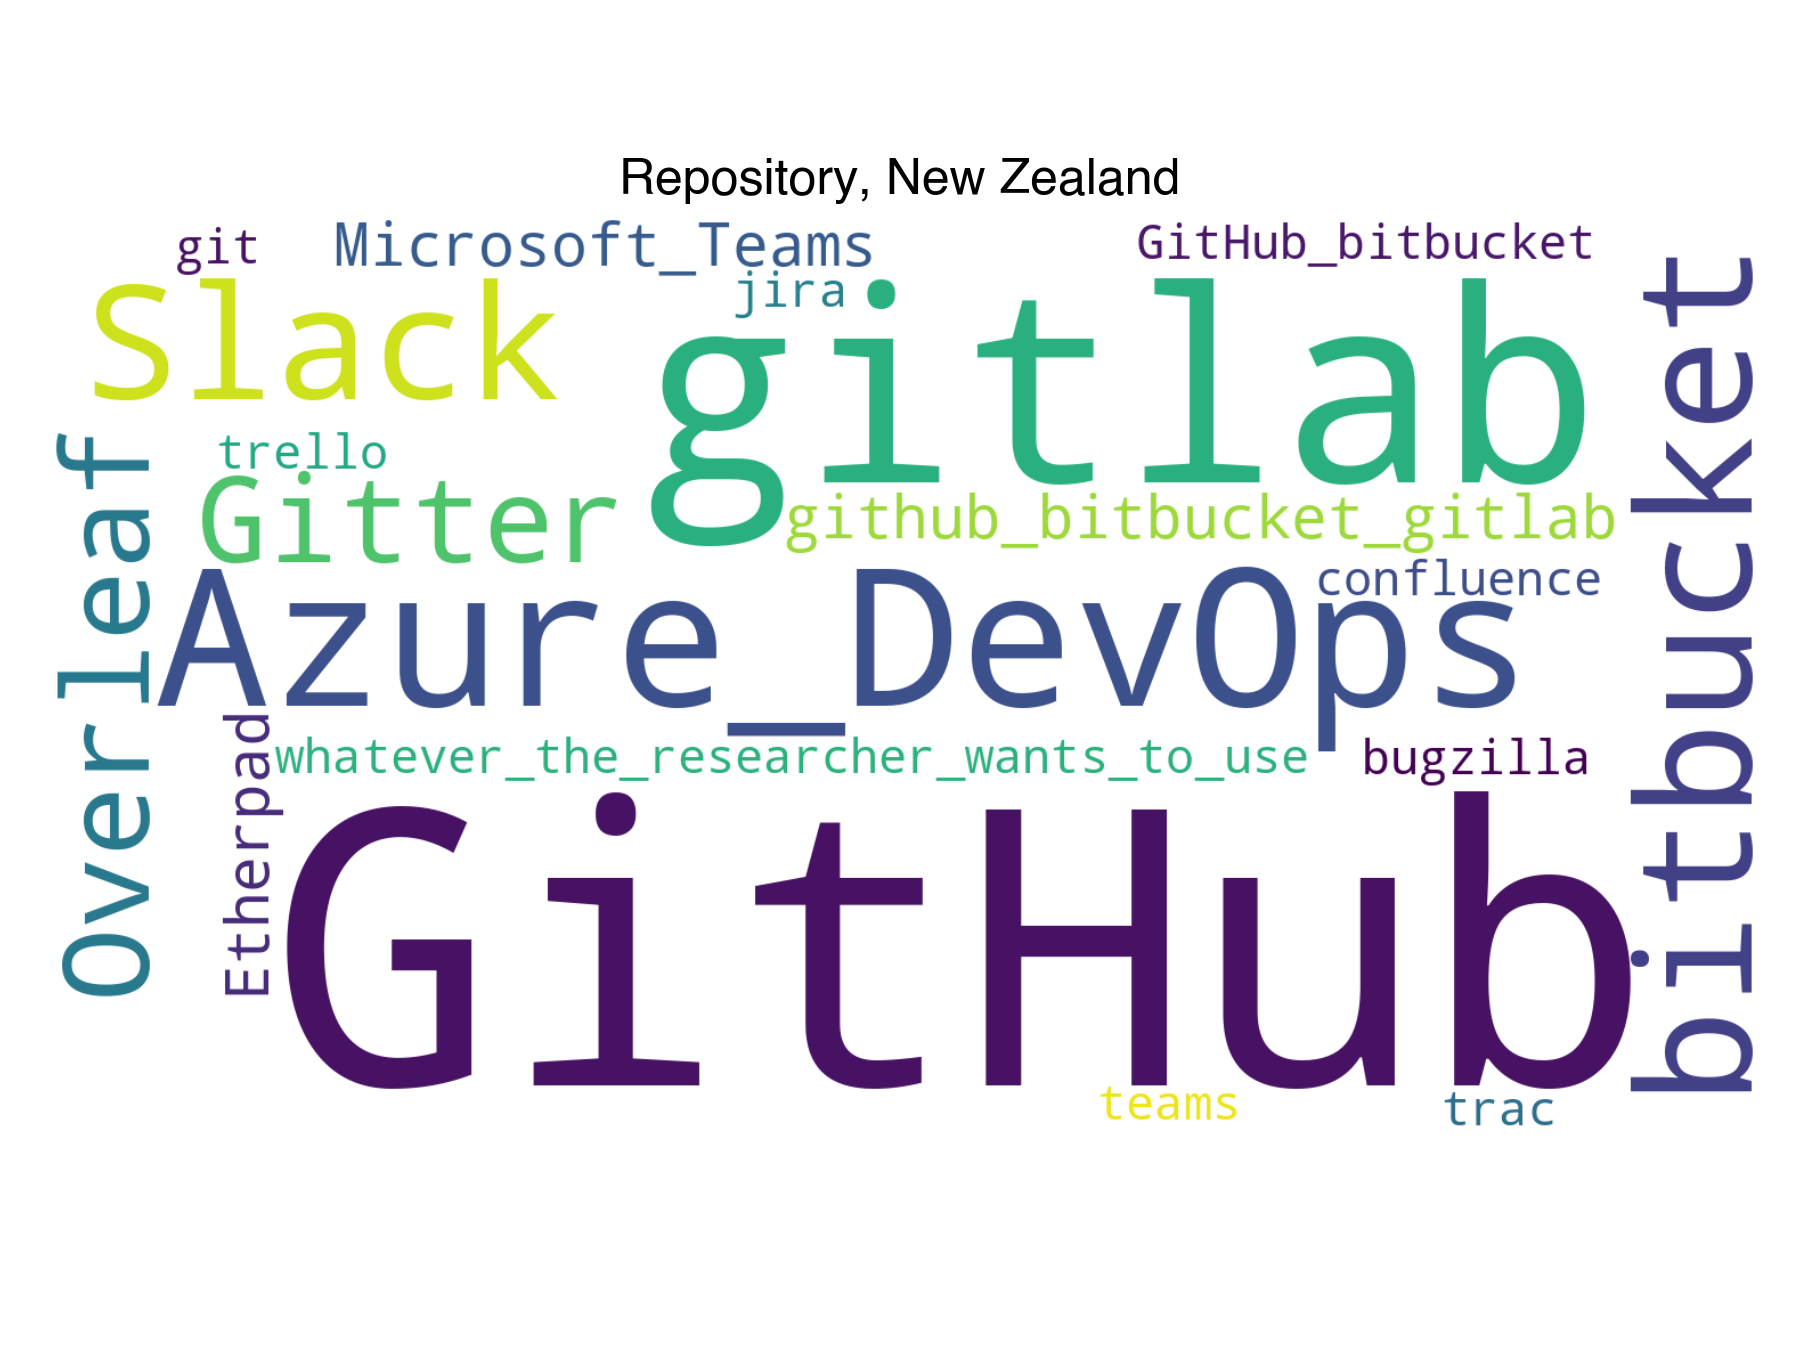 Repository, New Zealand
git
Microsoft_Teams
GitHub_bitbucket
Slack
jira
gitlab
bitbucket
Overleaf
trello
Gitter
github_bitbucket_gitlab
Azure_DevOps
confluence
Etherpad
whatever_the_researcher_wants_to_use
bugzilla
GitHub
teams
trac